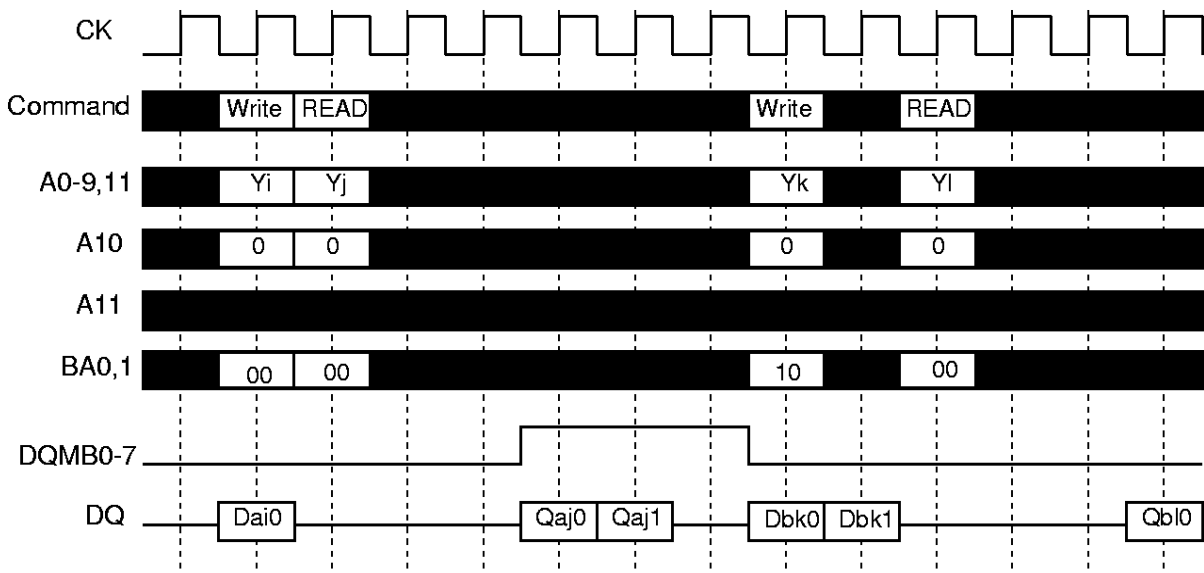 CK
Command Write READ Write READ
A0-9,11 Yi Yj Yk Yl
A10 0 0 0 0
A11
BA0,1 00 00 10 00
DQMB0-7
DQ Dai0 Qaj0 Qaj1 Dbk0 Dbk1 Qbl0